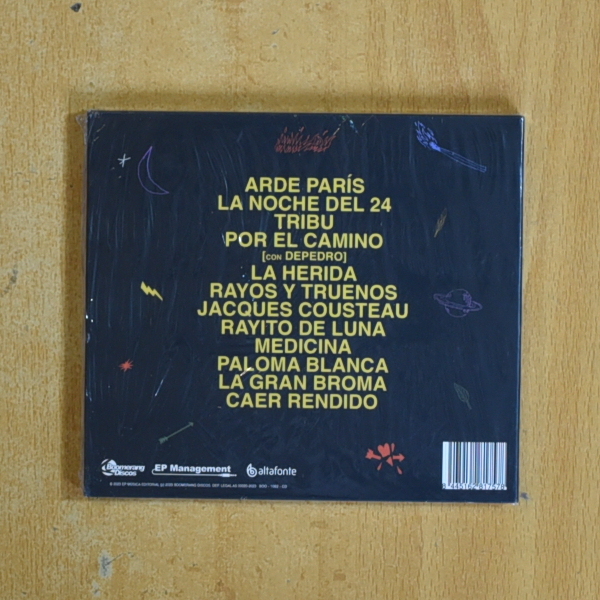 ARDE PARÍS
LA NOCHE DEL 24
TRIBU
POR EL CAMINO
[CON DEPEDRO]
LA HERIDA
RAYOS Y TRUENOS
JACQUES COUSTEAU
RAYITO DE LUNA
MEDICINA
PALOMA BLANCA
LA GRAN BROMA
CAER RENDIDO
Boomerang Discos
EP Management
altafonte